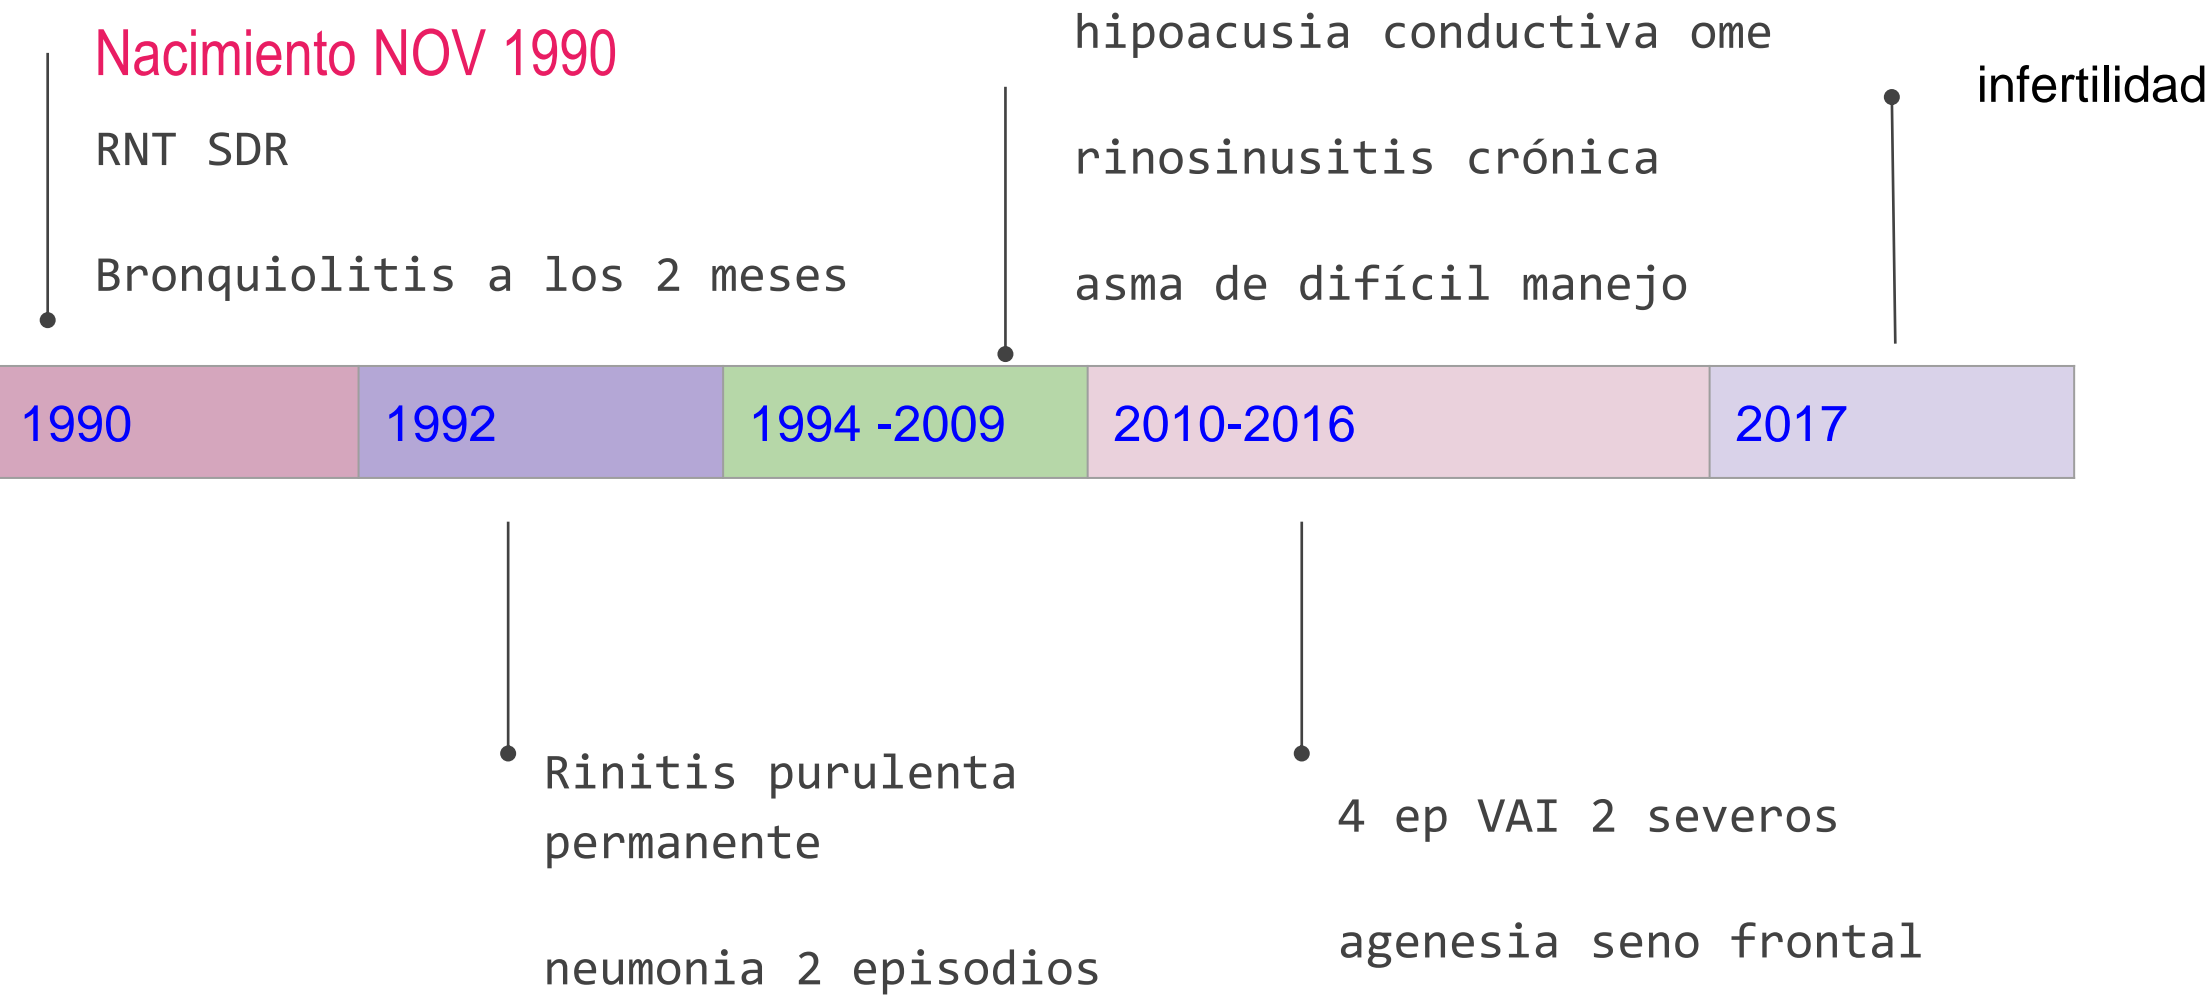 Nacimiento NOV 1990
RNT SDR
Bronquiolitis a los 2 meses
hipoacusia conductiva ome
rinosinusitis crónica
asma de difícil manejo
infertilidad
1990
1992
1994 -2009
2010-2016
2017
Rinitis purulenta
permanente
neumonia 2 episodios
4 ep VAI 2 severos
agenesia seno frontal